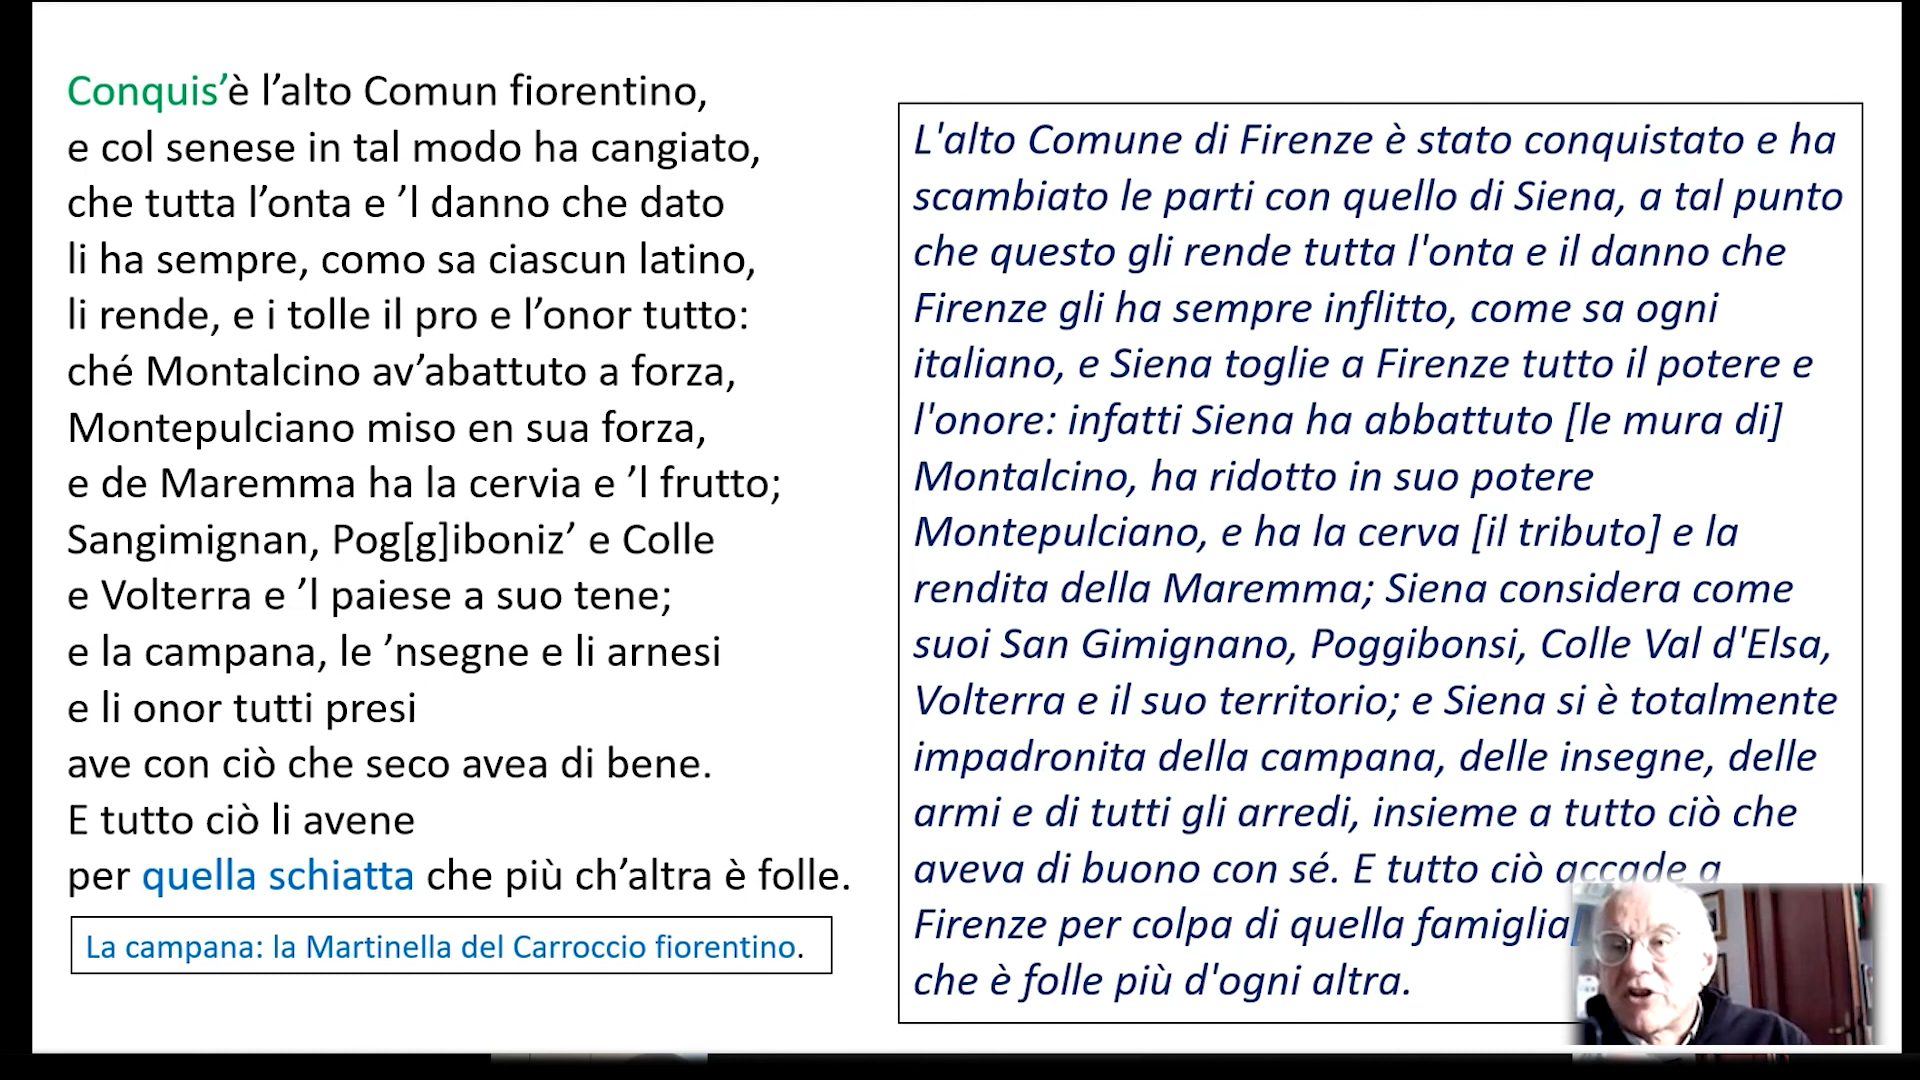 Conquis’è l’alto Comun fiorentino,
e col senese in tal modo ha cangiato,
che tutta l’onta e ’l danno che dato
li ha sempre, como sa ciascun latino,
li rende, e i tolle il pro e l’onor tutto:
ché Montalcino av’abattuto a forza,
Montepulciano miso en sua forza,
e de Maremma ha la cervia e ’l frutto;
Sangimignan, Pog[g]iboniz’ e Colle
e Volterra e ’l paiese a suo tene;
e la campana, le ’nsegne e li arnesi
e li onor tutti presi
ave con ciò che seco avea di bene.
E tutto ciò li avene
per quella schiatta che più ch’altra è folle.
La campana: la Martinella del Carroccio fiorentino.
L'alto Comune di Firenze è stato conquistato e ha
scambiato le parti con quello di Siena, a tal punto
che questo gli rende tutta l'onta e il danno che
Firenze gli ha sempre inflitto, come sa ogni
italiano, e Siena toglie a Firenze tutto il potere e
l'onore: infatti Siena ha abbattuto [le mura di]
Montalcino, ha ridotto in suo potere
Montepulciano, e ha la cerva [il tributo] e la
rendita della Maremma; Siena considera come
suoi San Gimignano, Poggibonsi, Colle Val d'Elsa,
Volterra e il suo territorio; e Siena si è totalmente
impadronita della campana, delle insegne, delle
armi e di tutti gli arredi, insieme a tutto ciò che
aveva di buono con sé. E tutto ciò accade a
Firenze per colpa di quella famiglia[
che è folle più d'ogni altra.